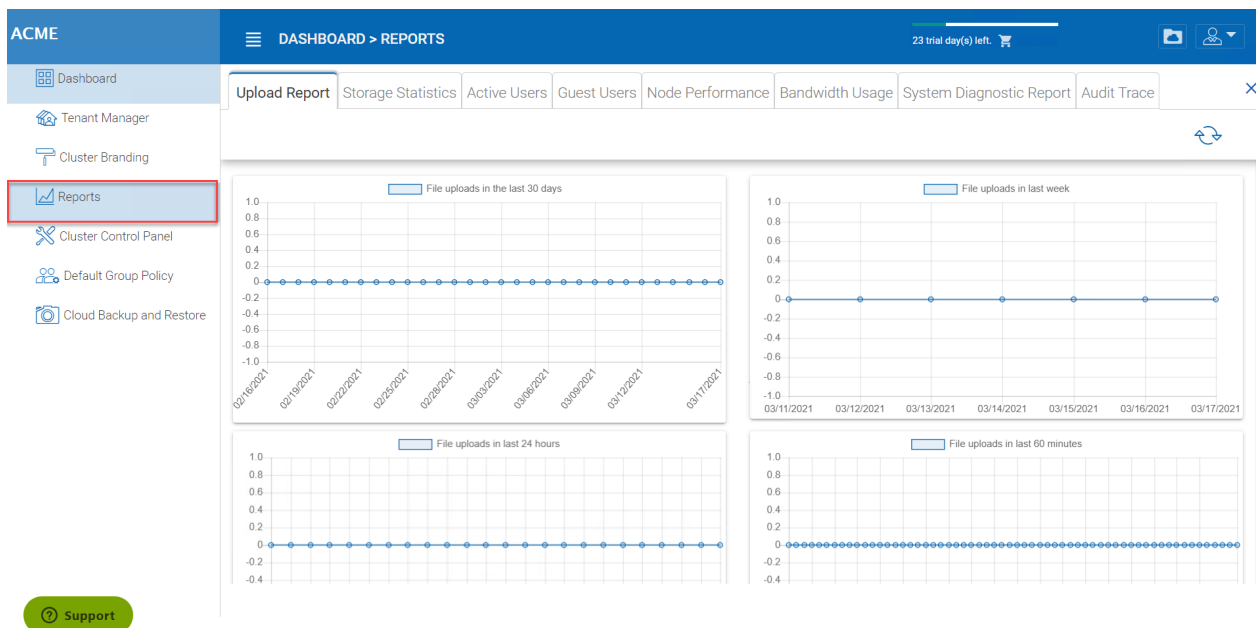 ACME
DASHBOARD > REPORTS
23 trial day(s) left.
Dashboard
Tenant Manager
Cluster Branding
Reports
Cluster Control Panel
Default Group Policy
Cloud Backup and Restore
Support
Upload Report Storage Statistics Active Users Guest Users Node Performance Bandwidth Usage System Diagnostic Report Audit Trace
File uploads in the last 30 days
1.0
0.8
0.6
0.4
0.2
0
-0.2
-0.4
-0.6
-0.8
-1.0
02/16/2021 02/19/2021 02/22/2021 02/25/2021 02/28/2021 03/03/2021 03/06/2021 03/09/2021 03/12/2021 03/17/2021
File uploads in last week
1.0
0.8
0.6
0.4
0.2
0
-0.2
-0.4
-0.6
-0.8
-1.0
03/11/2021 03/12/2021 03/13/2021 03/14/2021 03/15/2021 03/16/2021 03/17/2021
File uploads in last 24 hours
1.0
0.8
0.6
0.4
0.2
0
-0.2
-0.4
File uploads in last 60 minutes
1.0
0.8
0.6
0.4
0.2
0
-0.2
-0.4